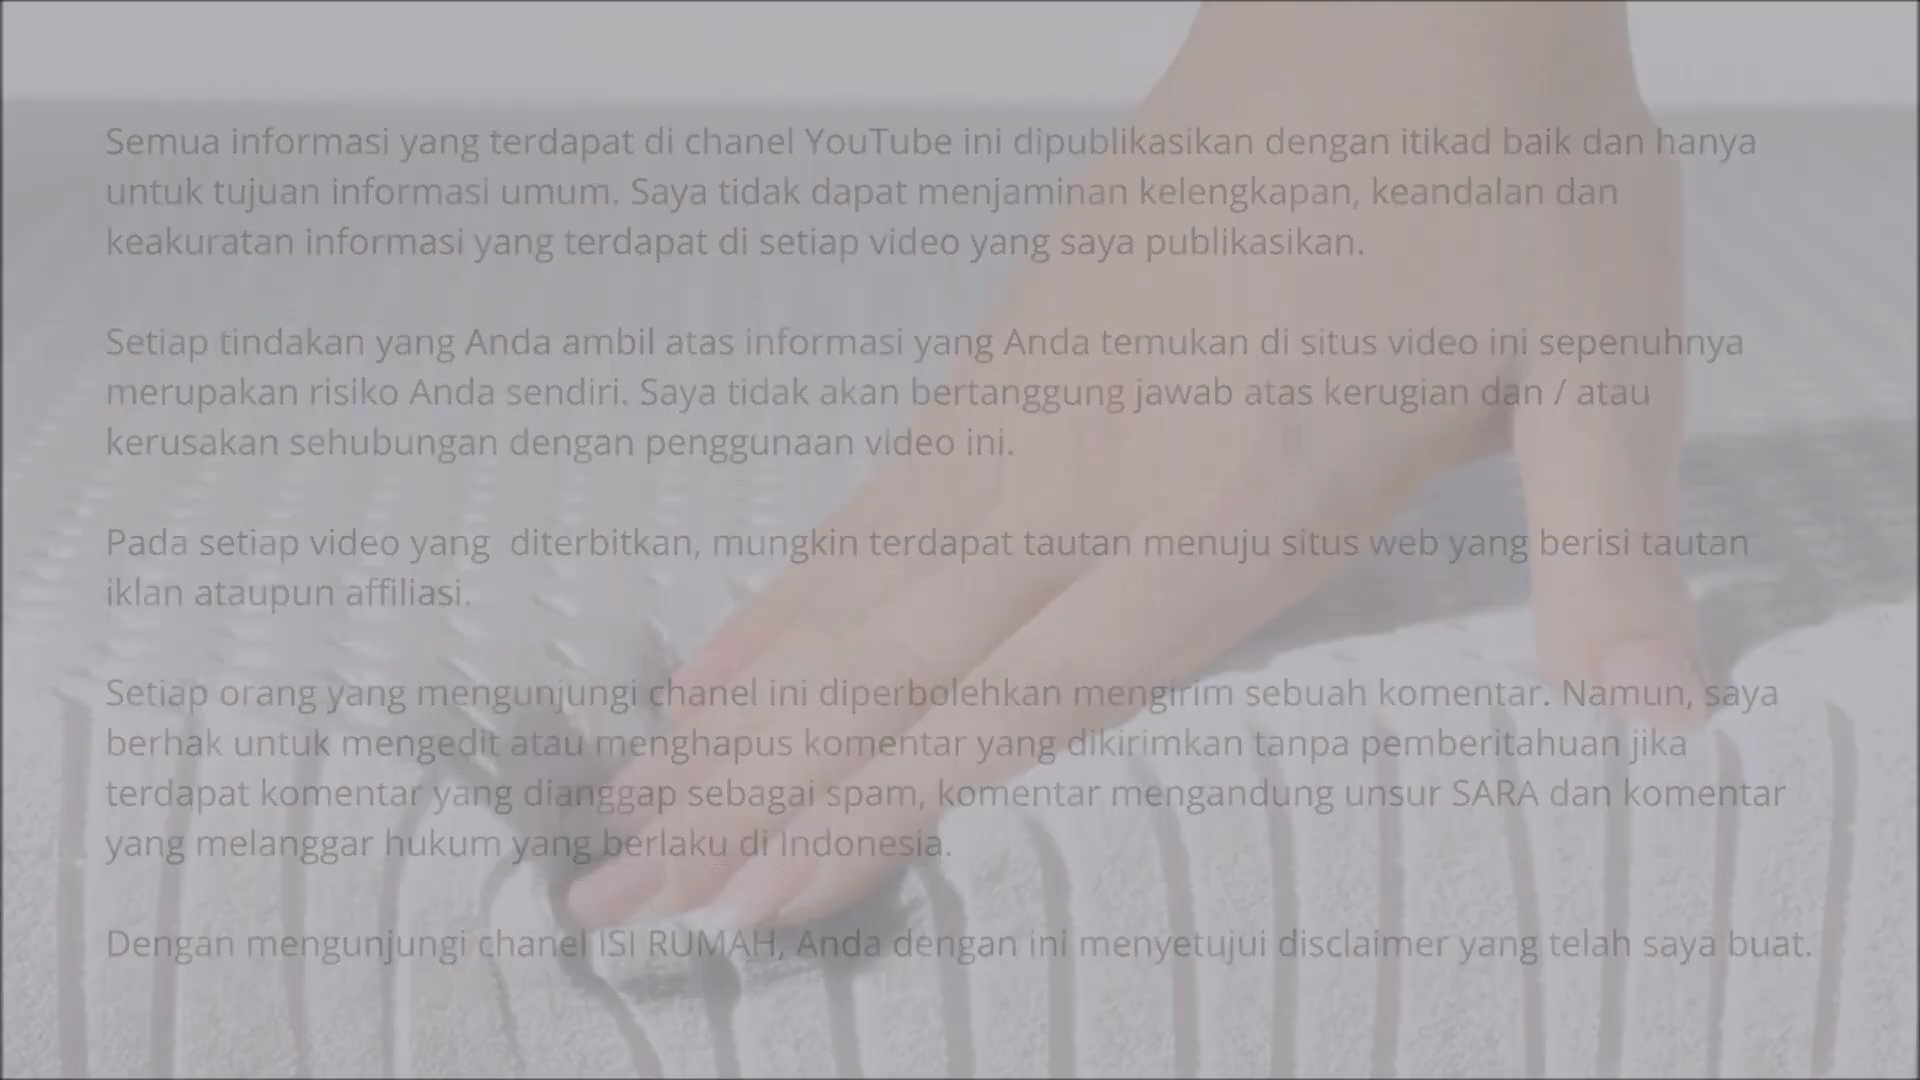 Semua informasi yang terdapat di chanel YouTube ini dipublikasikan dengan itikad baik dan hanya
untuk tujuan informasi umum. Saya tidak dapat menjaminan kelengkapan, keandalan dan
keakuratan informasi yang terdapat di setiap video yang saya publikasikan.
Setiap tindakan yang Anda ambil atas informasi yang Anda temukan di situs video ini sepenuhnya
merupakan risiko Anda sendiri. Saya tidak akan bertanggung jawab atas kerugian dan / atau
kerusakan sehubungan dengan penggunaan video ini.
Pada setiap video yang  diterbitkan, mungkin terdapat tautan menuju situs web yang berisi tautan
iklan ataupun affiliasi.
Setiap orang yang mengunjungi chanel ini diperbolehkan mengirim sebuah komentar. Namun, saya
berhak untuk mengedit atau menghapus komentar yang dikirimkan tanpa pemberitahuan jika
terdapat komentar yang dianggap sebagai spam, komentar mengandung unsur SARA dan komentar
yang melanggar hukum yang berlaku di Indonesia.
Dengan mengunjungi chanel ISI RUMAH, Anda dengan ini menyetujui disclaimer yang telah saya buat.